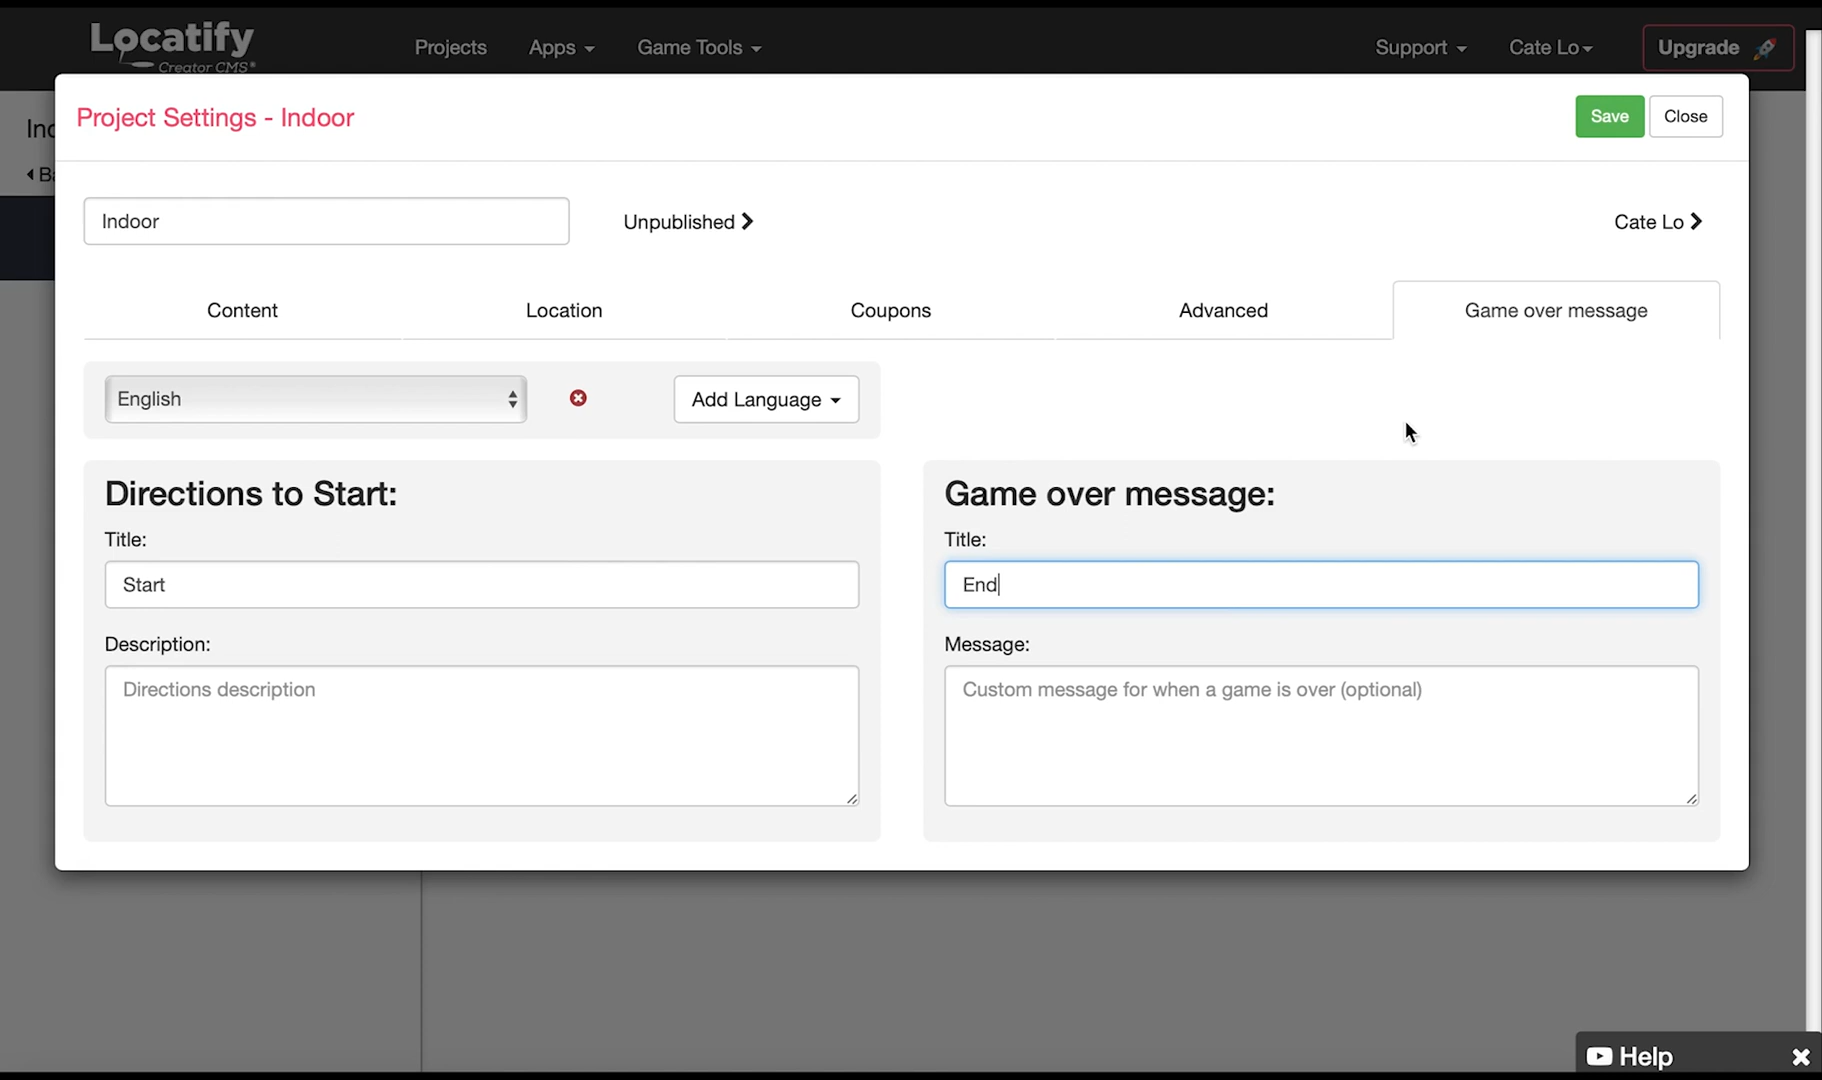 Locatify
Creator CMS®
Projects
Apps
Game Tools
Support
Cate Lo
Upgrade
Project Settings - Indoor
Save
Close
Indoor
Unpublished
Cate Lo
Content
Location
Coupons
Advanced
Game over message
English
Add Language
Directions to Start:
Title:
Start
Description:
Directions description
Game over message:
Title:
End
Message:
Custom message for when a game is over (optional)
Help